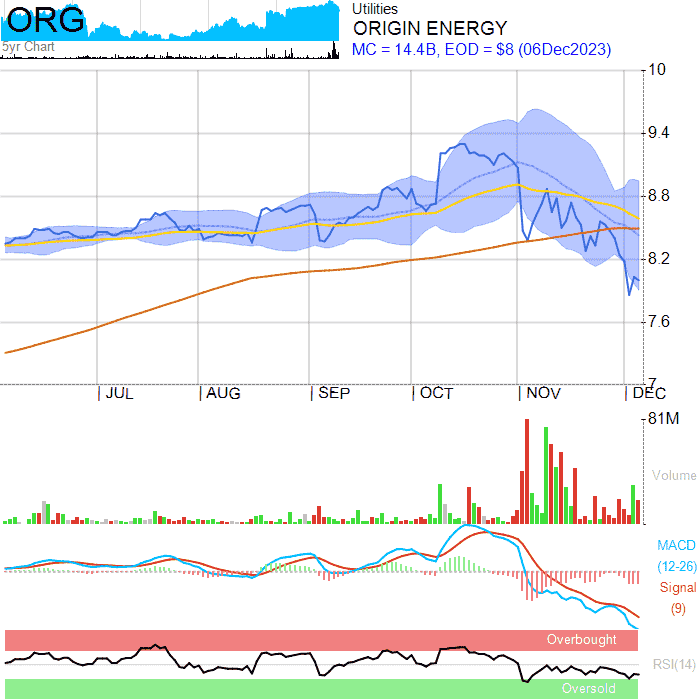 ORG
5yr Chart
Utilities
ORIGIN ENERGY
MC = 14.4B, EOD = $8 (06Dec2023)
10
9.4
8.8
8.2
7.6
7
| JUL | AUG | SEP | OCT | NOV | DEC
81M
Volume
MACD
(12-26)
Signal
(9)
Overbought
RSI(14)
Oversold